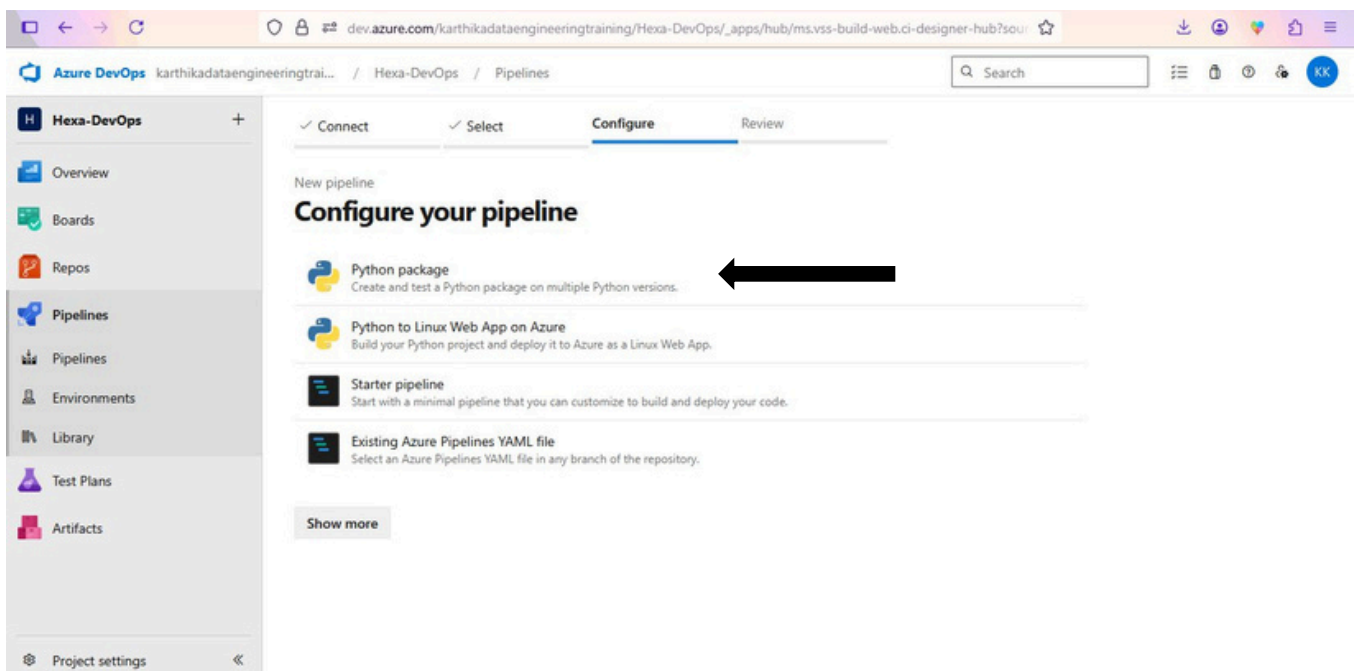 dev.azure.com/karthikadataengineeringtraining/Hexa-DevOps/_apps/hub/ms.vss-build-web.ci-designer-hub?sour
Azure DevOps karthikadataengineeringtrai... / Hexa-DevOps / Pipelines
Search
KK
H Hexa-DevOps +
Overview
Boards
Repos
Pipelines
Pipelines
Environments
Library
Test Plans
Artifacts
Project settings
Connect Select Configure Review
New pipeline
Configure your pipeline
Python package
Create and test a Python package on multiple Python versions.
Python to Linux Web App on Azure
Build your Python project and deploy it to Azure as a Linux Web App.
Starter pipeline
Start with a minimal pipeline that you can customize to build and deploy your code.
Existing Azure Pipelines YAML file
Select an Azure Pipelines YAML file in any branch of the repository.
Show more